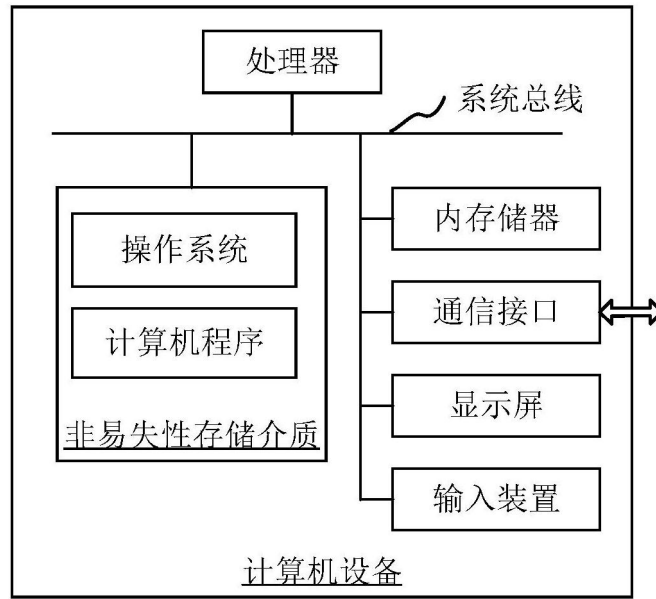 处理器
系统总线
操作系统
计算机程序
非易失性存储介质
内存储器
通信接口
显示屏
输入装置
计算机设备